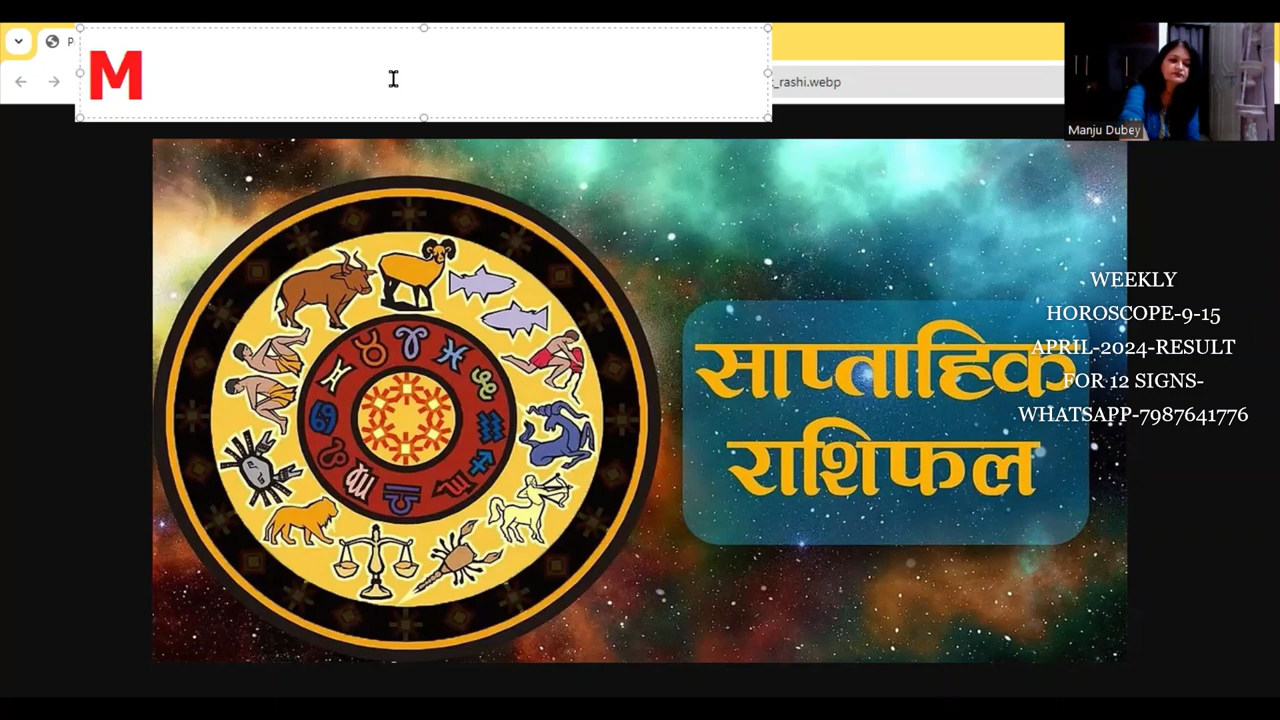 P
M
_rashi.webp
Manju Dubey
साप्ताहिक
राशिफल
WEEKLY
HOROSCOPE-9-15
APRIL-2024-RESULT
FOR 12 SIGNS-
WHATSAPP-7987641776